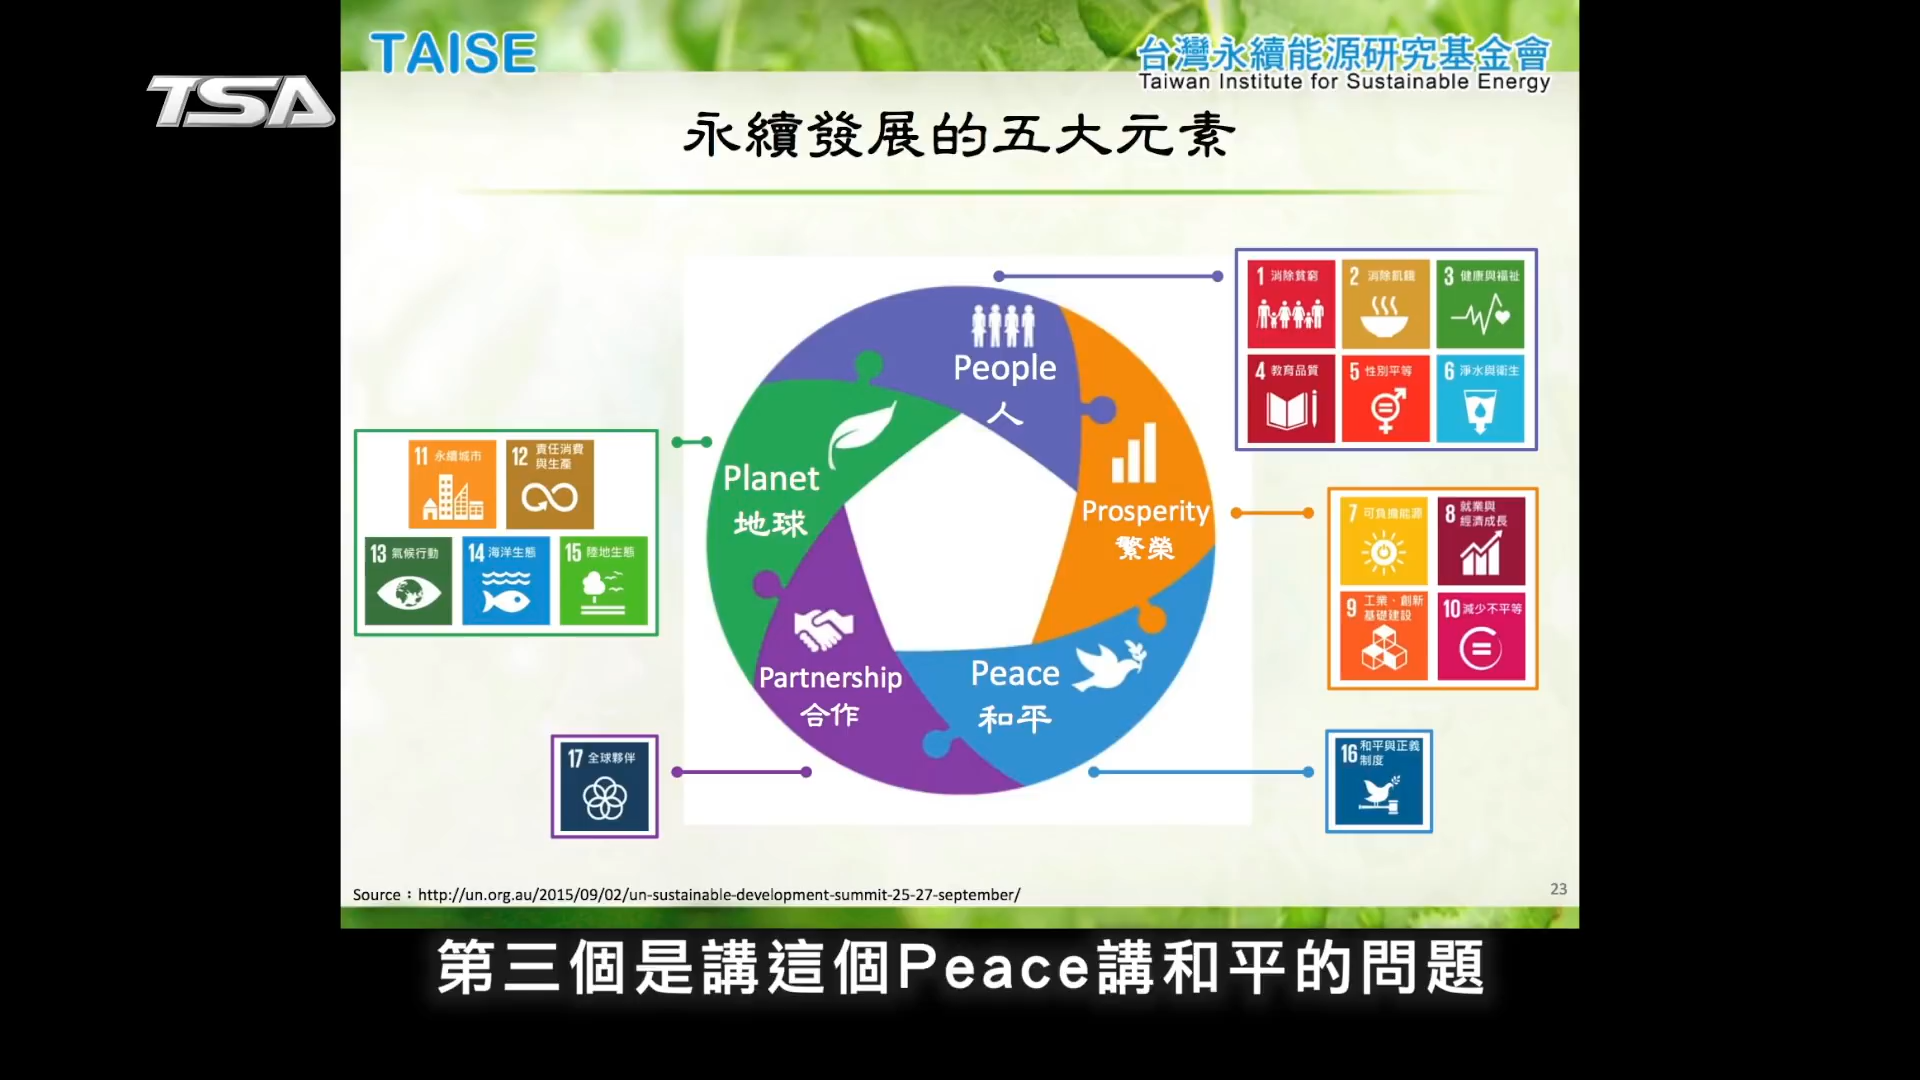 TAISE
台灣永續能源研究基金會
Taiwan Institute for Sustainable Energy
TSA
永續發展的五大元素
People
人
Prosperity
繁榮
Peace
和平
Partnership
合作
Planet
地球
1 消除貧窮
2 消除飢餓
3 健康與福祉
4 教育品質
5 性別平等
6 淨水與衛生
7 可負擔能源
8 就業與
經濟成長
9 工業、創新
基礎建設
10 減少不平等
11 永續城市
12 責任消費
與生產
13 氣候行動
14 海洋生態
15 陸地生態
16 和平與正義
制度
17 全球夥伴
Source：http://un.org.au/2015/09/02/un-sustainable-development-summit-25-27-september/
23
第三個是講這個Peace講和平的問題